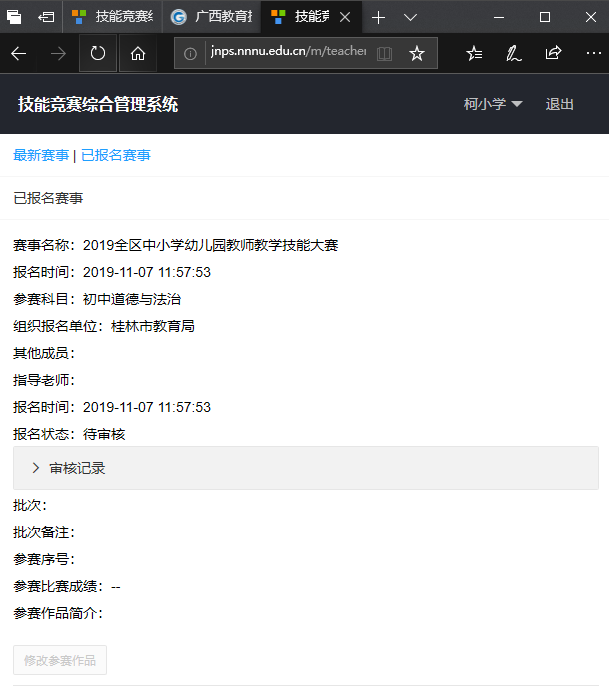 技能竞赛综
广西教育技
技能竞
jnps.nnnu.edu.cn/m/teacher
技能竞赛综合管理系统
柯小学 退出
最新赛事 | 已报名赛事
已报名赛事
赛事名称：2019全区中小学幼儿园教师教学技能大赛
报名时间：2019-11-07 11:57:53
参赛科目：初中道德与法治
组织报名单位：桂林市教育局
其他成员：
指导老师：
报名时间：2019-11-07 11:57:53
报名状态：待审核
审核记录
批次：
批次备注：
参赛序号：
参赛比赛成绩：--
参赛作品简介：
修改参赛作品